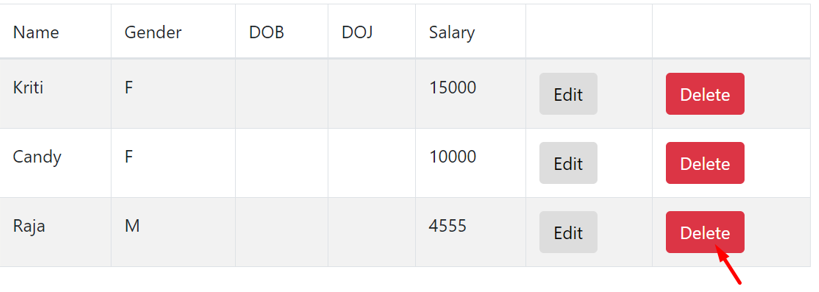 Name Gender DOB DOJ Salary
Kriti F 15000 Edit Delete
Candy F 10000 Edit Delete
Raja M 4555 Edit Delete